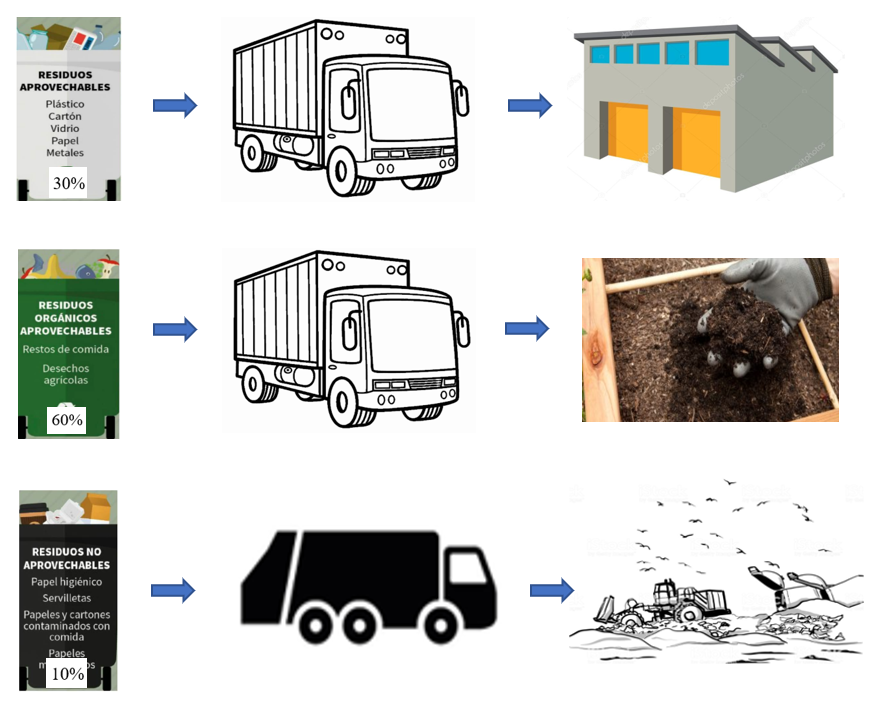 RESIDUOS
APROVECHABLES
Plástico
Cartón
Vidrio
Papel
Metales
30%
RESIDUOS
ORGÁNICOS
APROVECHABLES
Restos de comida
Desechos
agrícolas
60%
RESIDUOS NO
APROVECHABLES
Papel higiénico
Servilletas
Papeles y cartones
contaminados con
comida
Papeles
10%